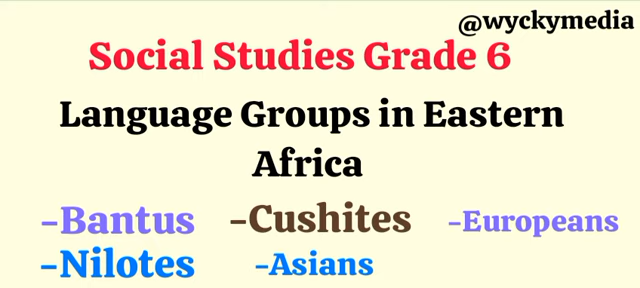 @wyckymedia
Social Studies Grade 6
Language Groups in Eastern
Africa
-Bantus -Cushites -Europeans
-Nilotes -Asians